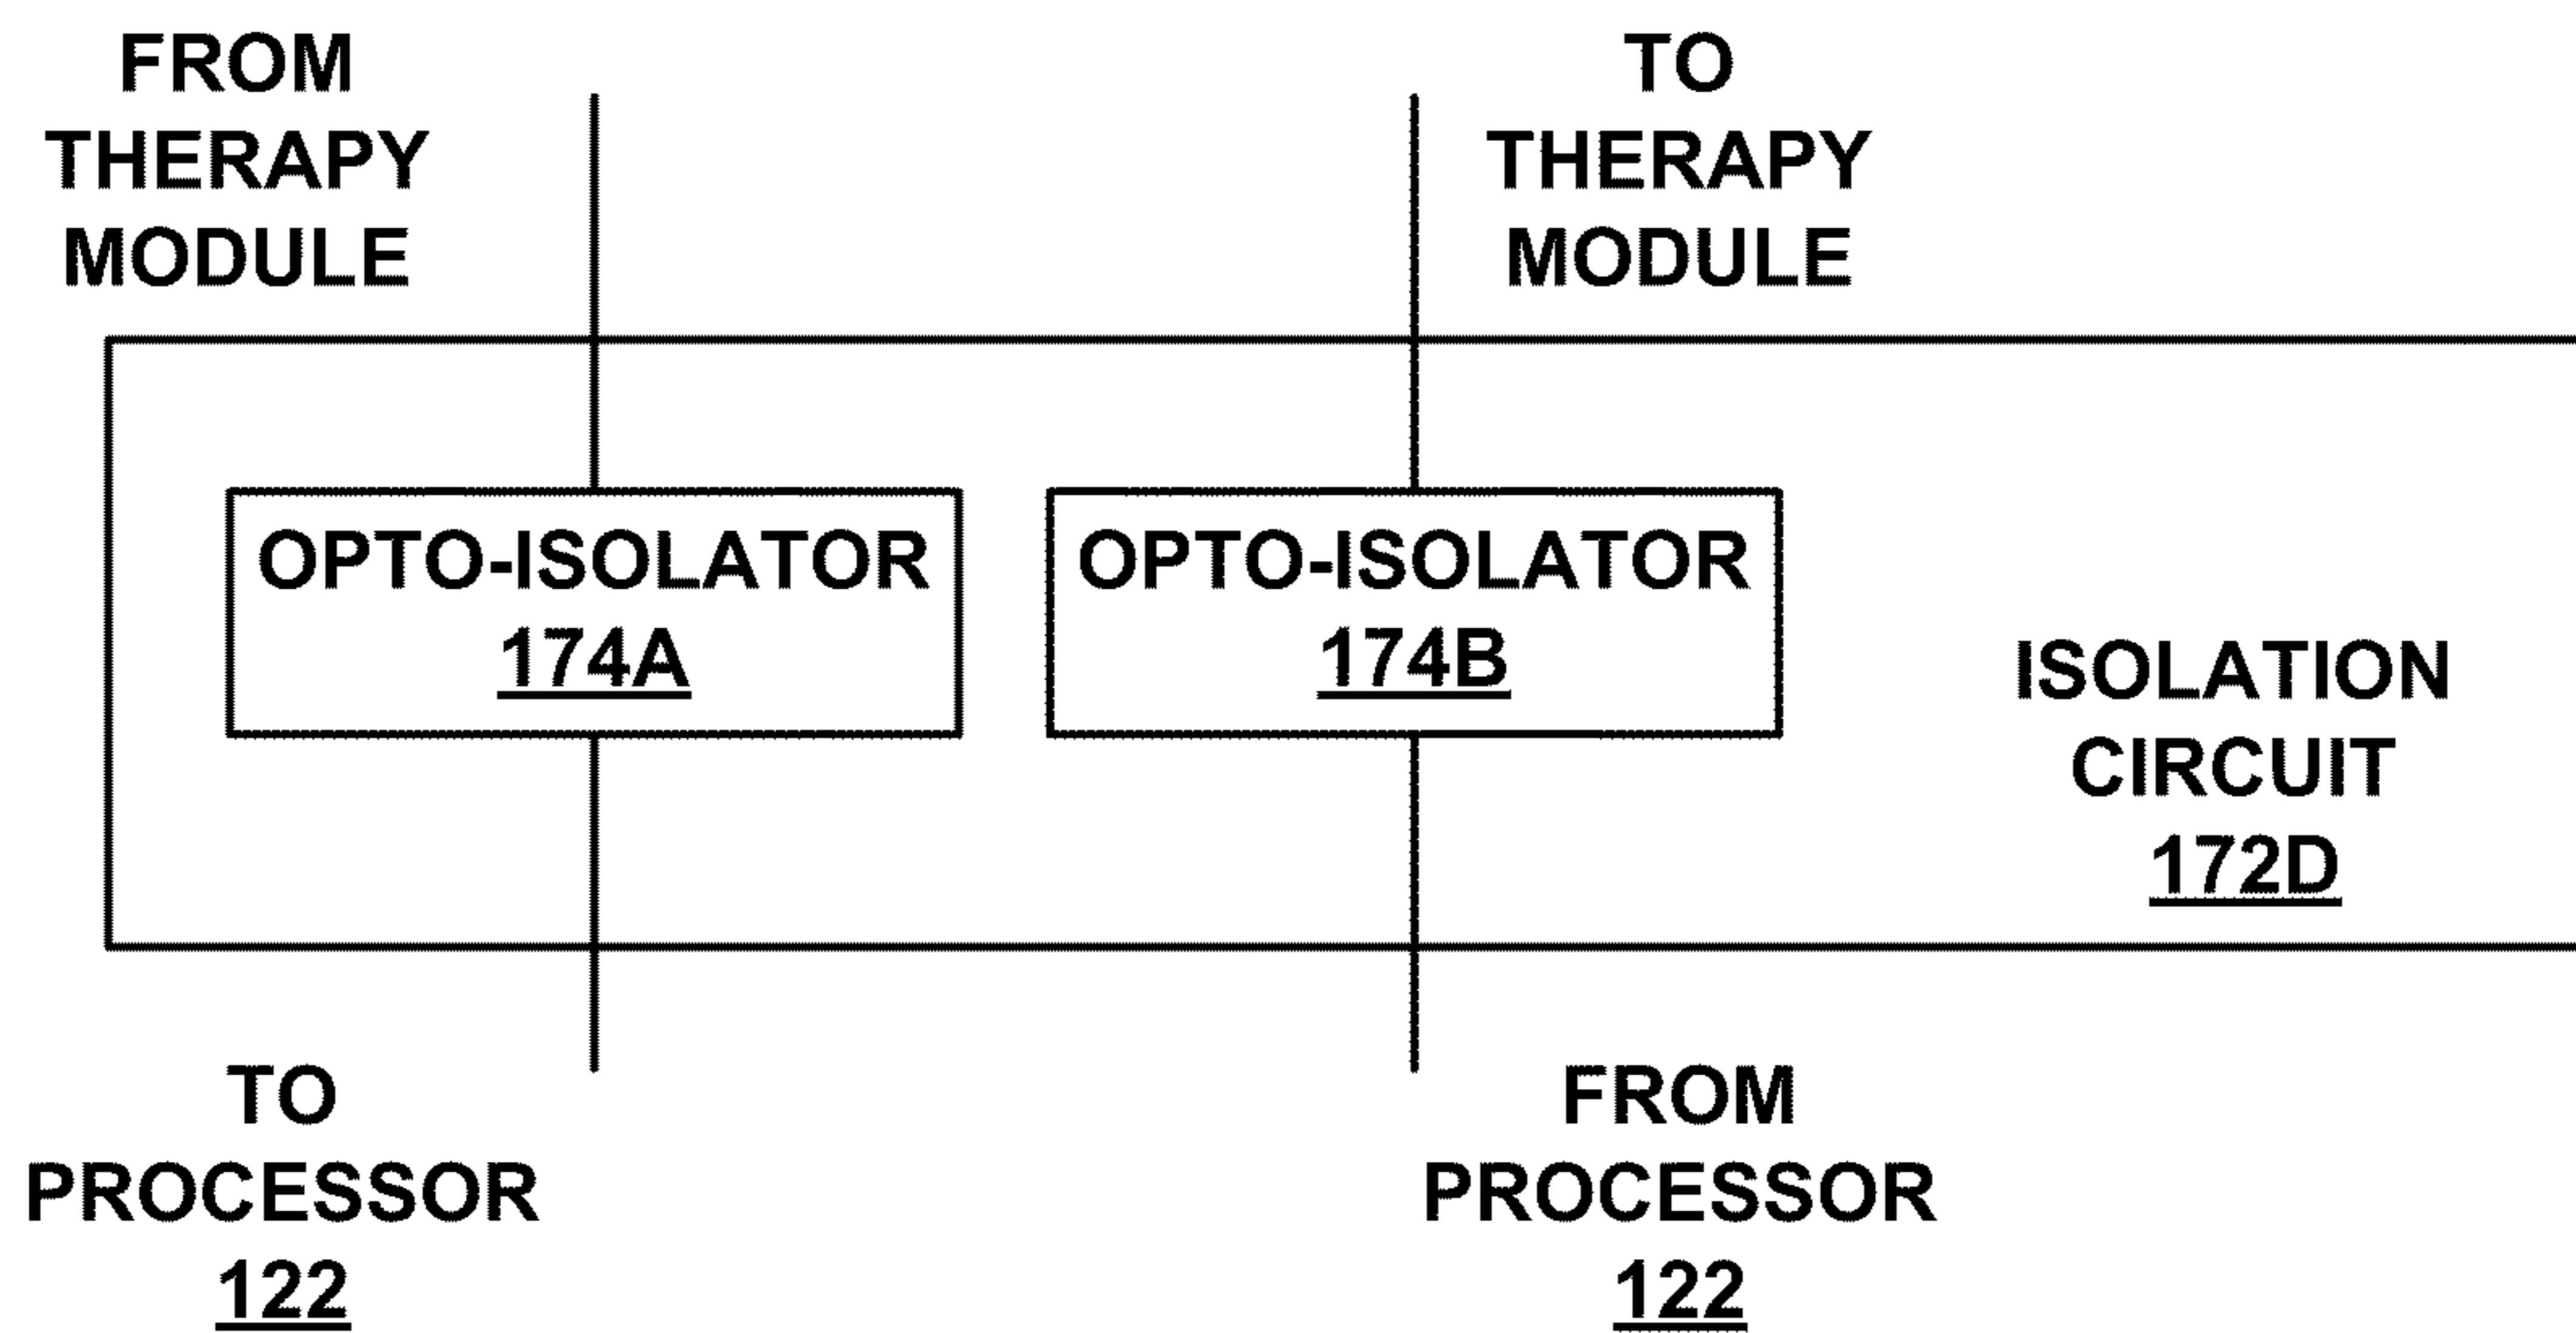 FROM
THERAPY
MODULE
TO
THERAPY
MODULE
OPTO-ISOLATOR
174A
OPTO-ISOLATOR
174B
ISOLATION
CIRCUIT
172D
TO
PROCESSOR
122
FROM
PROCESSOR
122